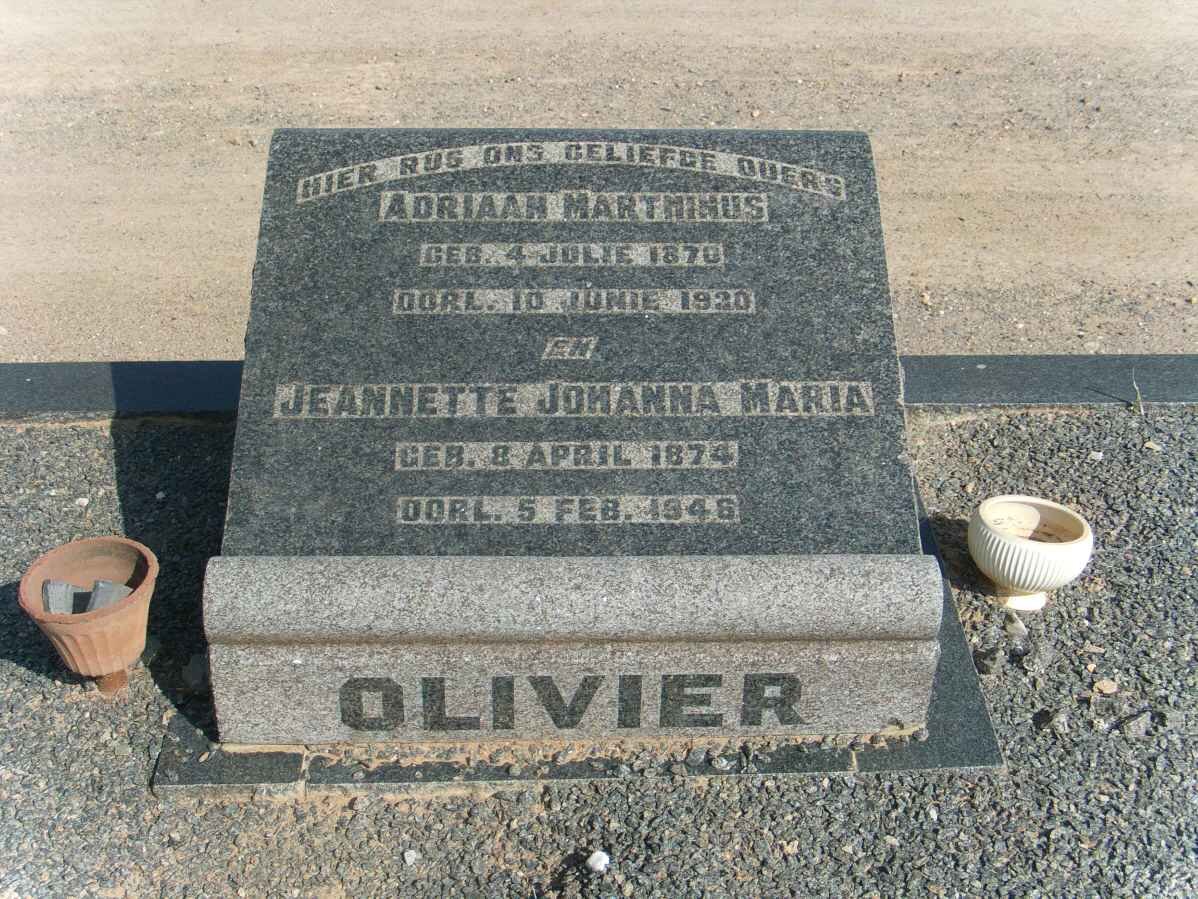 HIER RUS ONS GELIEFDE OUERS
ADRIAAN MARTHINUS
GEB. 4 JULIE 1870
OORL. 10 JUNIE 1930
EN
JEANNETTE JOHANNA MARIA
GEB. 8 APRIL 1874
OORL. 5 FEB. 1946
OLIVIER